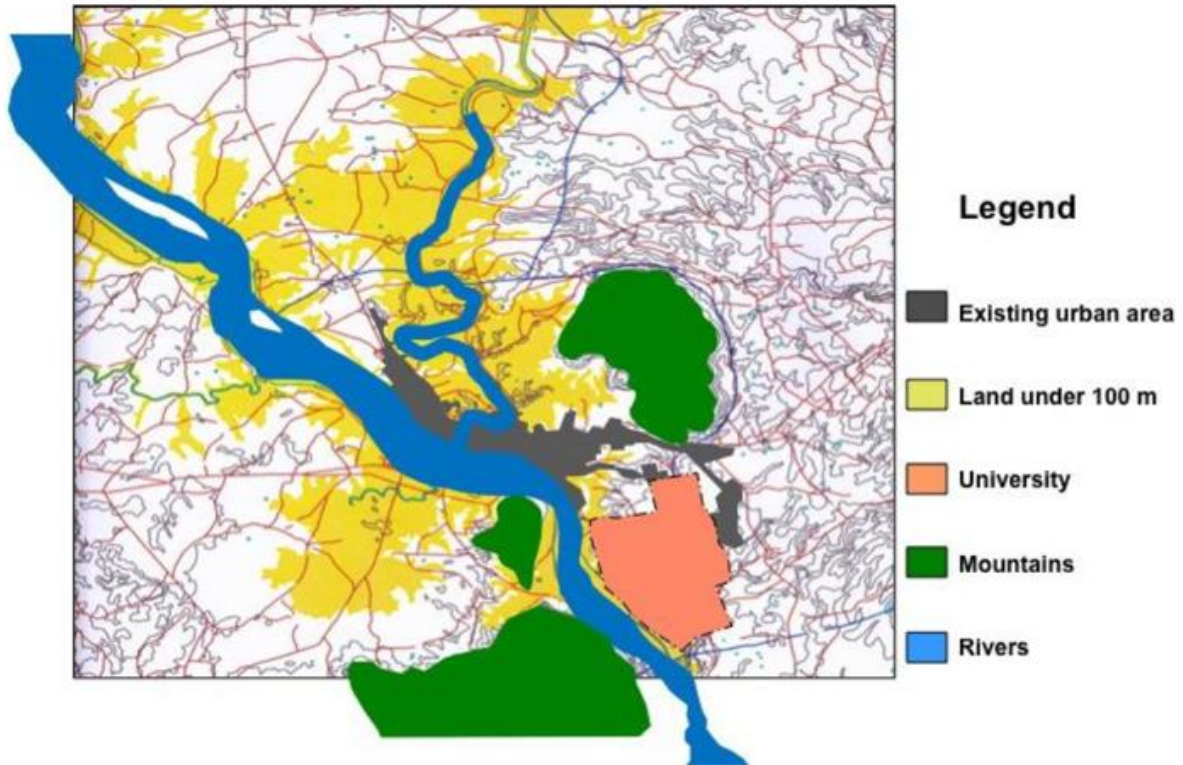 Legend
Existing urban area
Land under 100 m
University
Mountains
Rivers